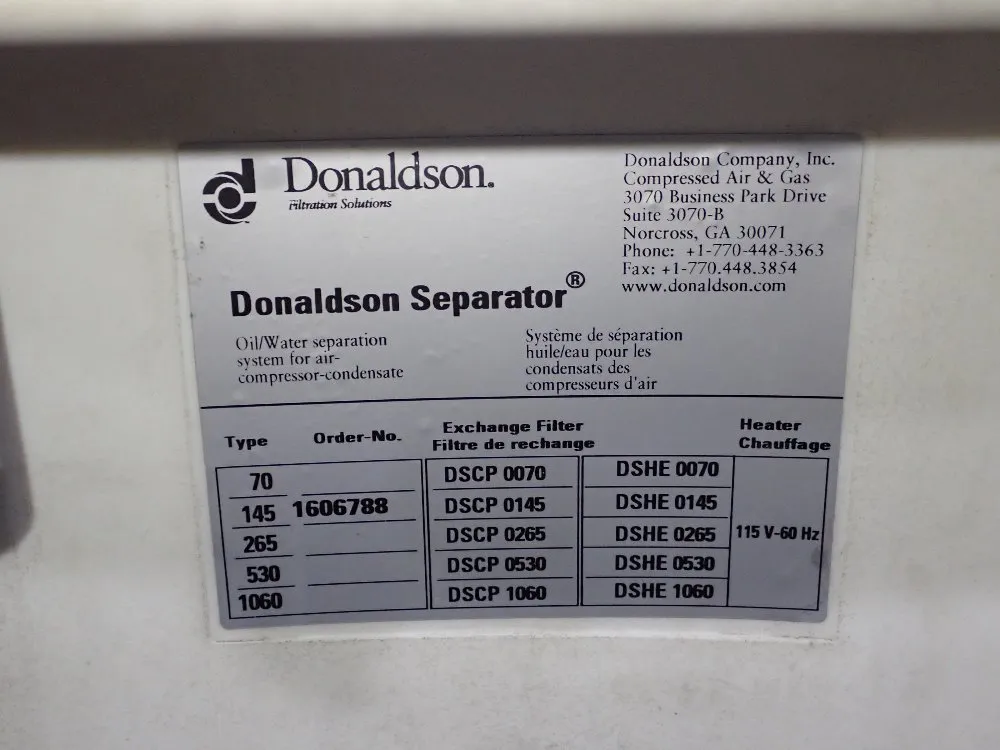 Donaldson.
Filtration Solutions
Donaldson Company, Inc.
Compressed Air & Gas
3070 Business Park Drive
Suite 3070-B
Norcross, GA 30071
Phone: +1-770-448-3363
Fax: +1-770.448.3854
www.donaldson.com
Donaldson Separator®
Oil/Water separation
system for air-
compressor-condensate
Système de séparation
huile/eau pour les
condensats des
compresseurs d'air
Type Order-No. Exchange Filter Heater
Filtre de rechange Chauffage
70 DSCP 0070 DSHE 0070
145 1606788 DSCP 0145 DSHE 0145
265 DSCP 0265 DSHE 0265 115 V-60 Hz
530 DSCP 0530 DSHE 0530
1060 DSCP 1060 DSHE 1060